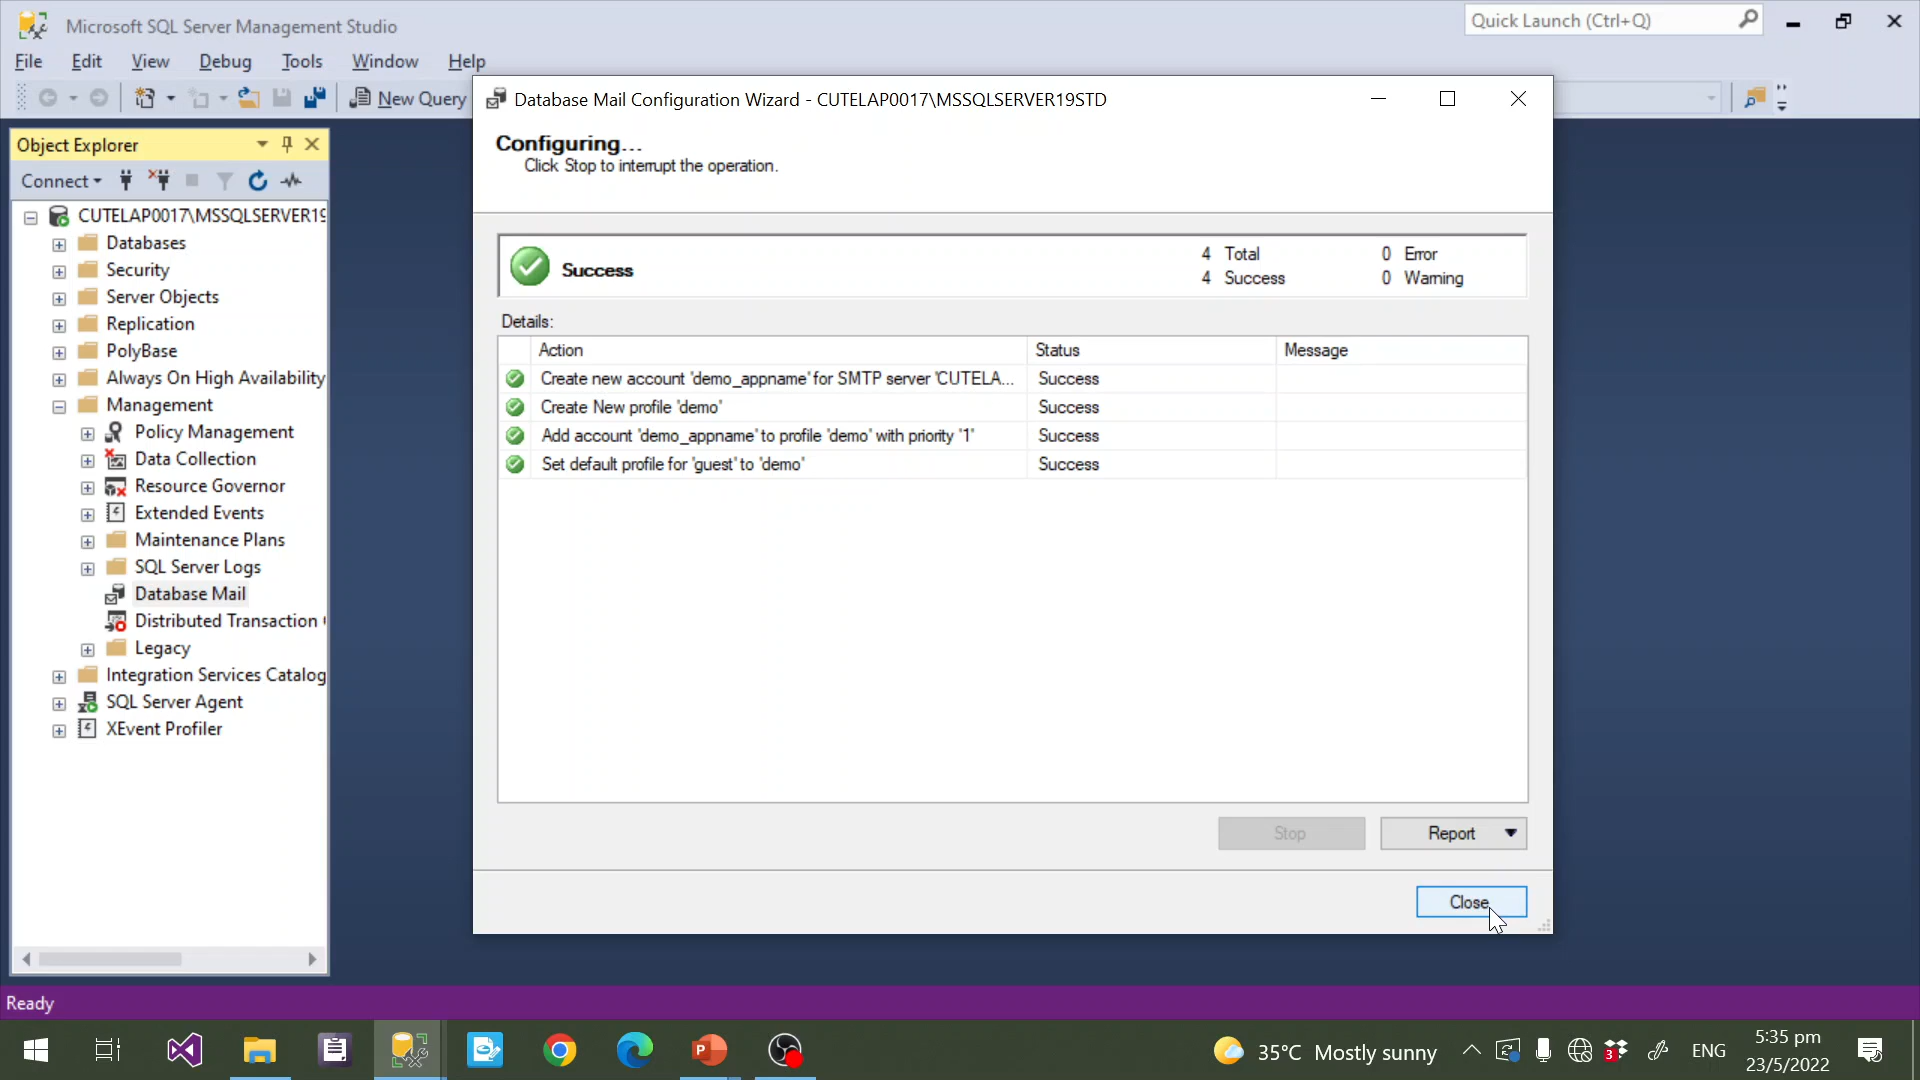 Microsoft SQL Server Management Studio
Quick Launch (Ctrl+Q)
File Edit View Debug Tools Window Help
New Query
Database Mail Configuration Wizard - CUTELAP0017\MSSQLSERVER19STD
Configuring...
Click Stop to interrupt the operation.
Object Explorer
Connect
CUTELAP0017\MSSQLSERVER19
Databases
Security
Server Objects
Replication
PolyBase
Always On High Availability
Management
Policy Management
Data Collection
Resource Governor
Extended Events
Maintenance Plans
SQL Server Logs
Database Mail
Distributed Transaction
Legacy
Integration Services Catalog
SQL Server Agent
XEvent Profiler
Success
4 Total 0 Error
4 Success 0 Warning
Details:
Action Status Message
Create new account 'demo_appname' for SMTP server 'CUTELA... Success
Create New profile 'demo' Success
Add account 'demo_appname' to profile 'demo' with priority '1' Success
Set default profile for 'guest' to 'demo' Success
Stop Report
Close
Ready
35°C Mostly sunny
3
ENG
5:35 pm
23/5/2022